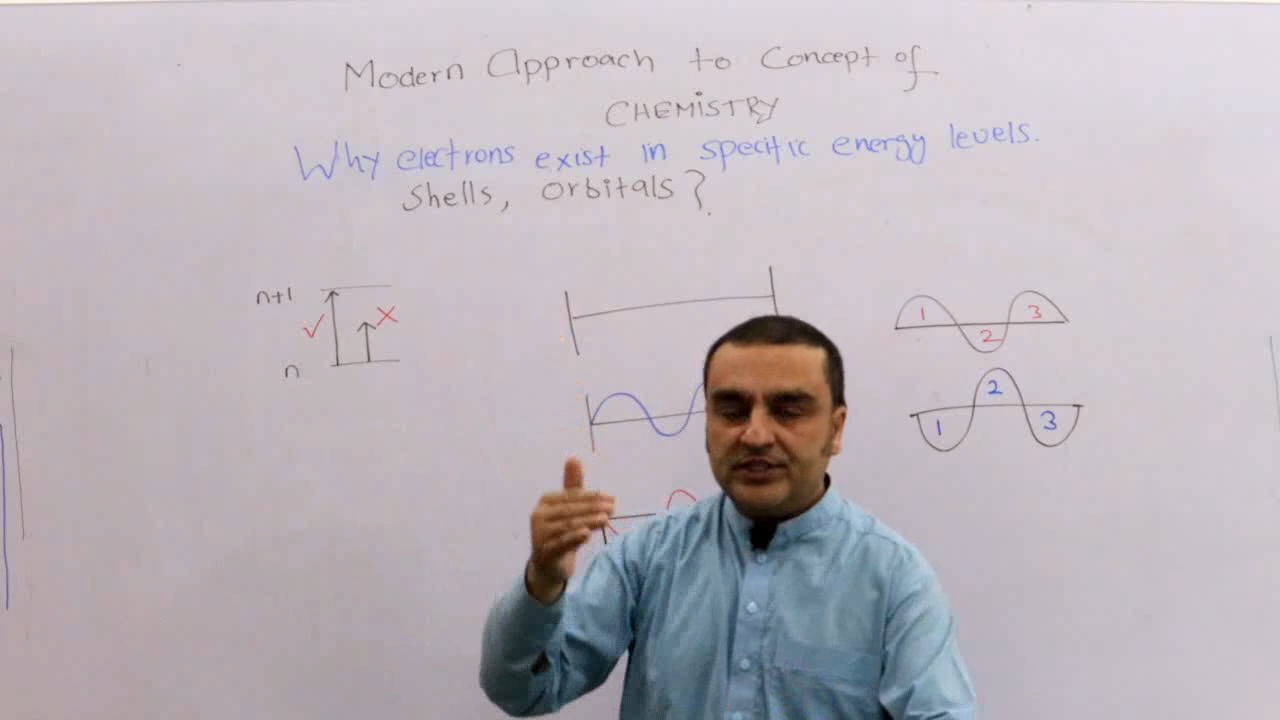 Modern Approach to Concept of
CHEMISTRY
Why electrons exist in specific energy levels.
Shells, orbitals?
n+1
n
1
2
3
2
1
3